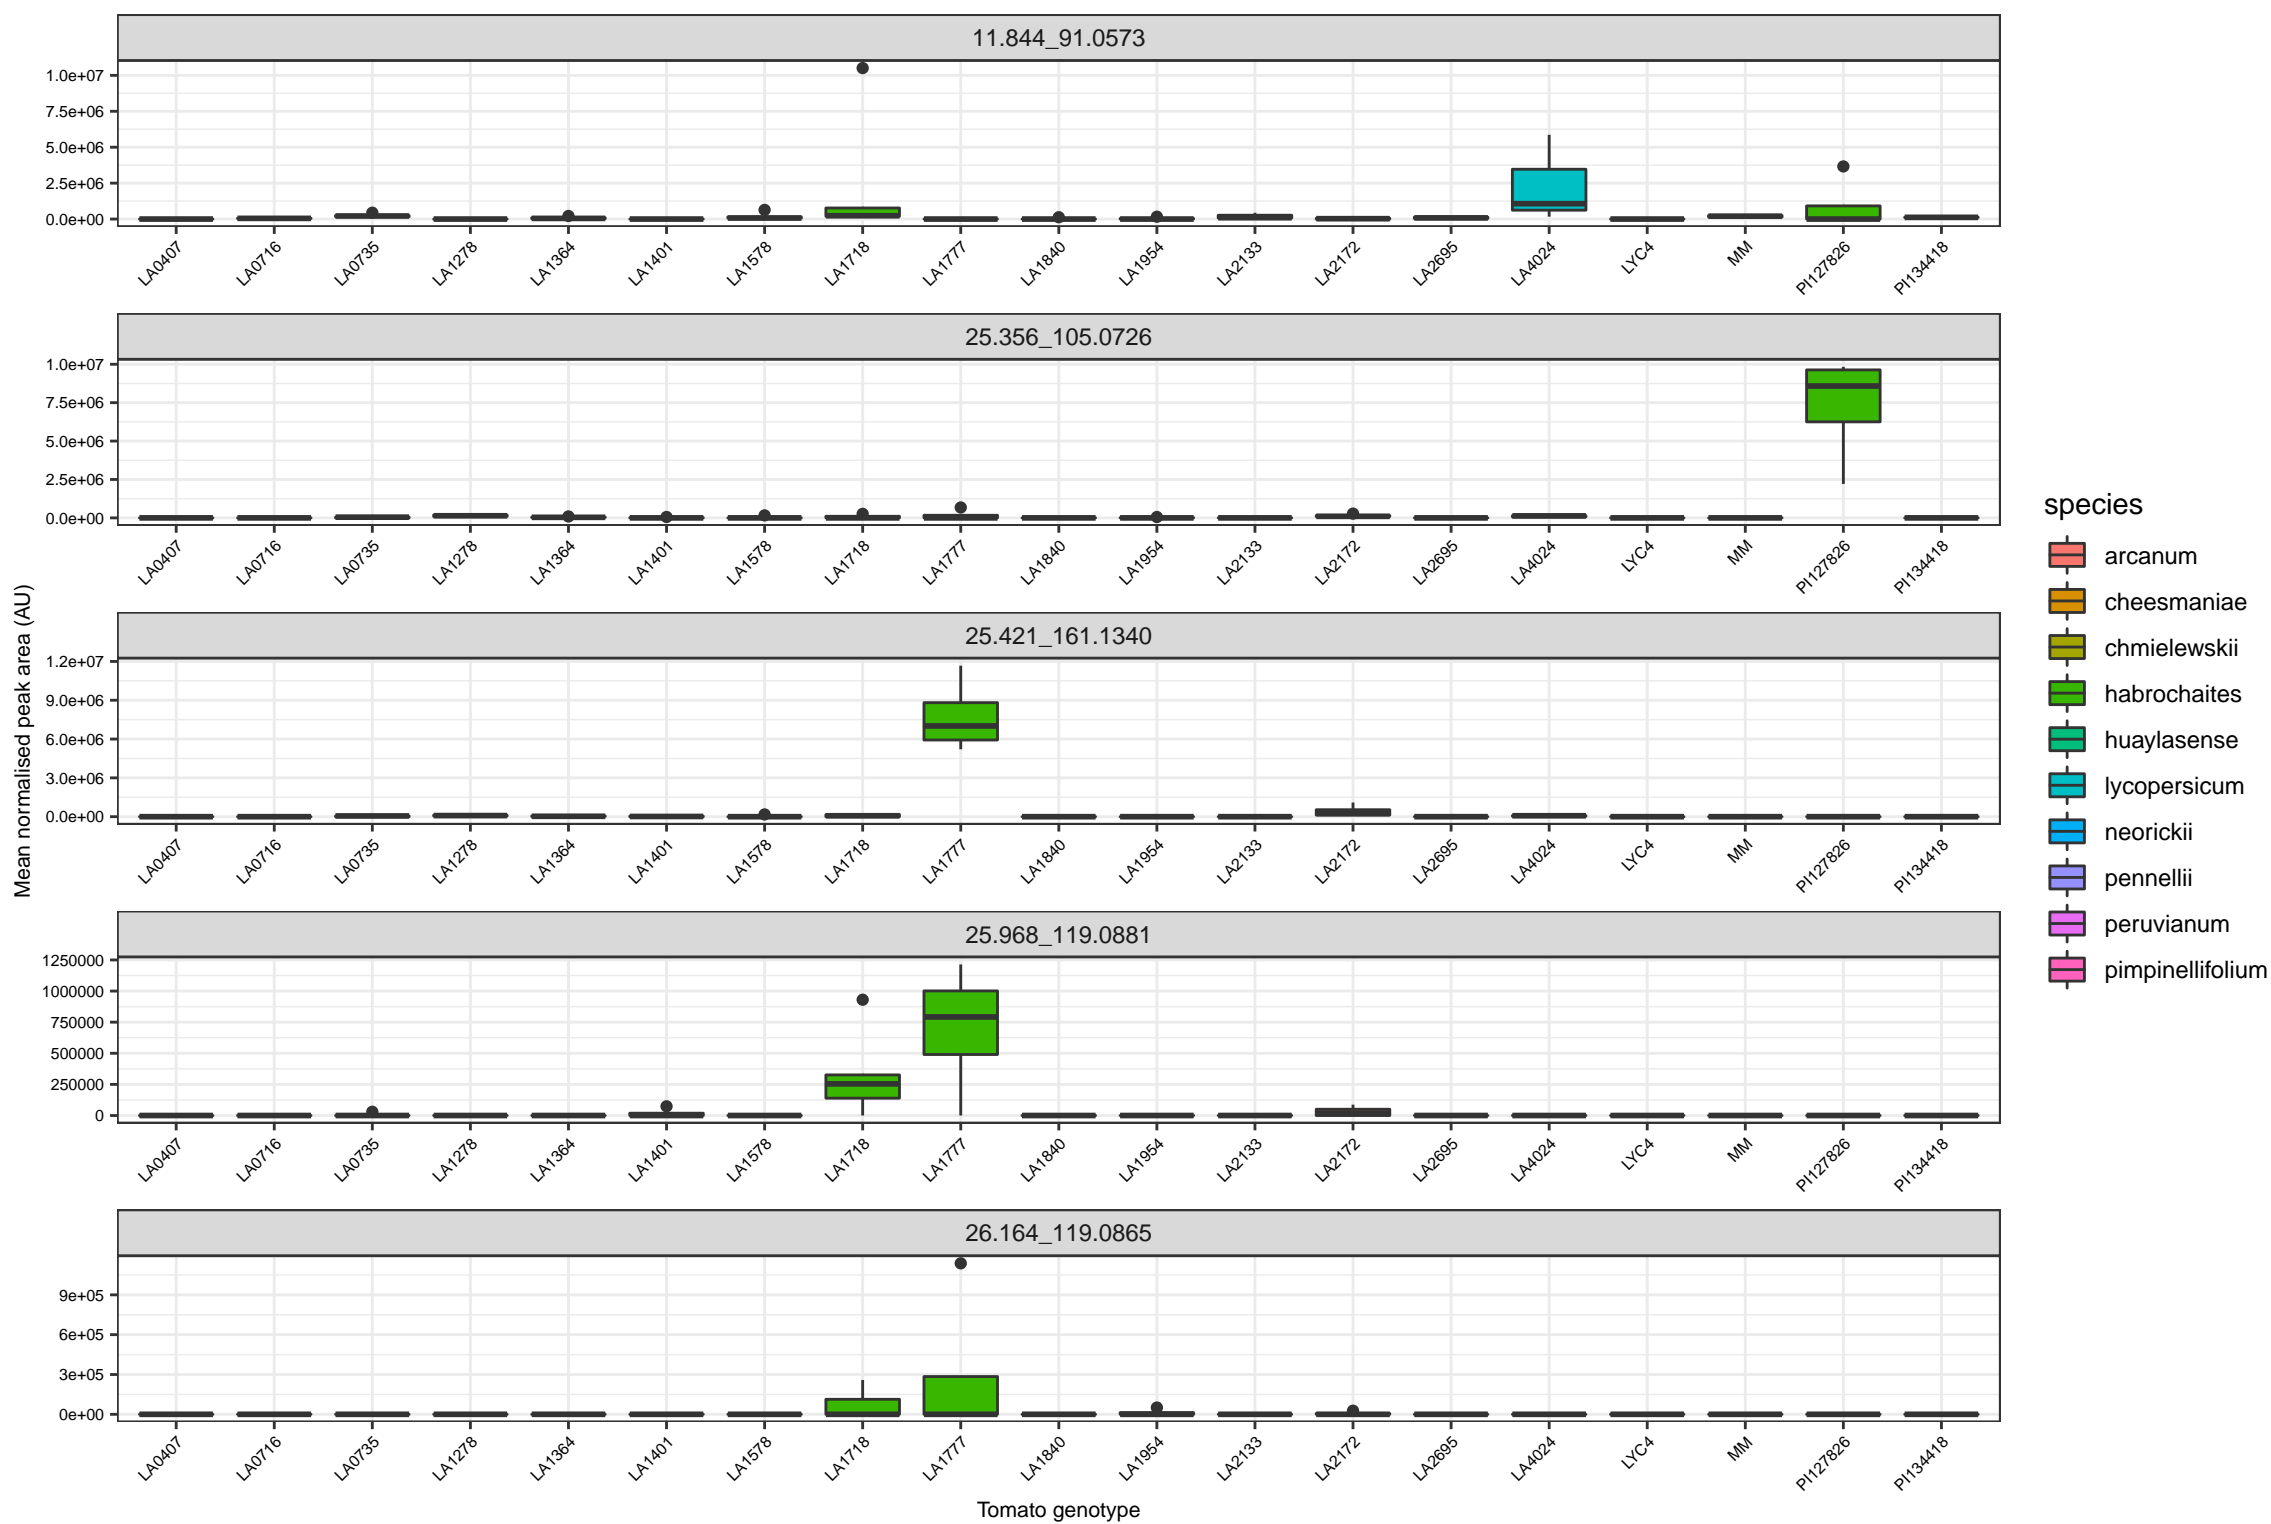 11.844_91.0573
1.0e+07
7.5e+06
5.0e+06
2.5e+06
0.0e+00
LA0407 LA0716 LA0735 LA1278 LA1364 LA1401 LA1578 LA1718 LA1777 LA1840 LA1954 LA2133 LA2172 LA2695 LA4024 LYC4 MM PI127826 PI134418
25.356_105.0726
1.0e+07
7.5e+06
5.0e+06
2.5e+06
0.0e+00
LA0407 LA0716 LA0735 LA1278 LA1364 LA1401 LA1578 LA1718 LA1777 LA1840 LA1954 LA2133 LA2172 LA2695 LA4024 LYC4 MM PI127826 PI134418
25.421_161.1340
1.2e+07
9.0e+06
6.0e+06
3.0e+06
0.0e+00
LA0407 LA0716 LA0735 LA1278 LA1364 LA1401 LA1578 LA1718 LA1777 LA1840 LA1954 LA2133 LA2172 LA2695 LA4024 LYC4 MM PI127826 PI134418
25.968_119.0881
1250000
1000000
750000
500000
250000
0
LA0407 LA0716 LA0735 LA1278 LA1364 LA1401 LA1578 LA1718 LA1777 LA1840 LA1954 LA2133 LA2172 LA2695 LA4024 LYC4 MM PI127826 PI134418
26.164_119.0865
9e+05
6e+05
3e+05
0e+00
LA0407 LA0716 LA0735 LA1278 LA1364 LA1401 LA1578 LA1718 LA1777 LA1840 LA1954 LA2133 LA2172 LA2695 LA4024 LYC4 MM PI127826 PI134418
Tomato genotype
Mean normalised peak area (AU)
species
arcanum
cheesmaniae
chmielewskii
habrochaites
huaylasense
lycopersicum
neorickii
pennellii
peruvianum
pimpinellifolium